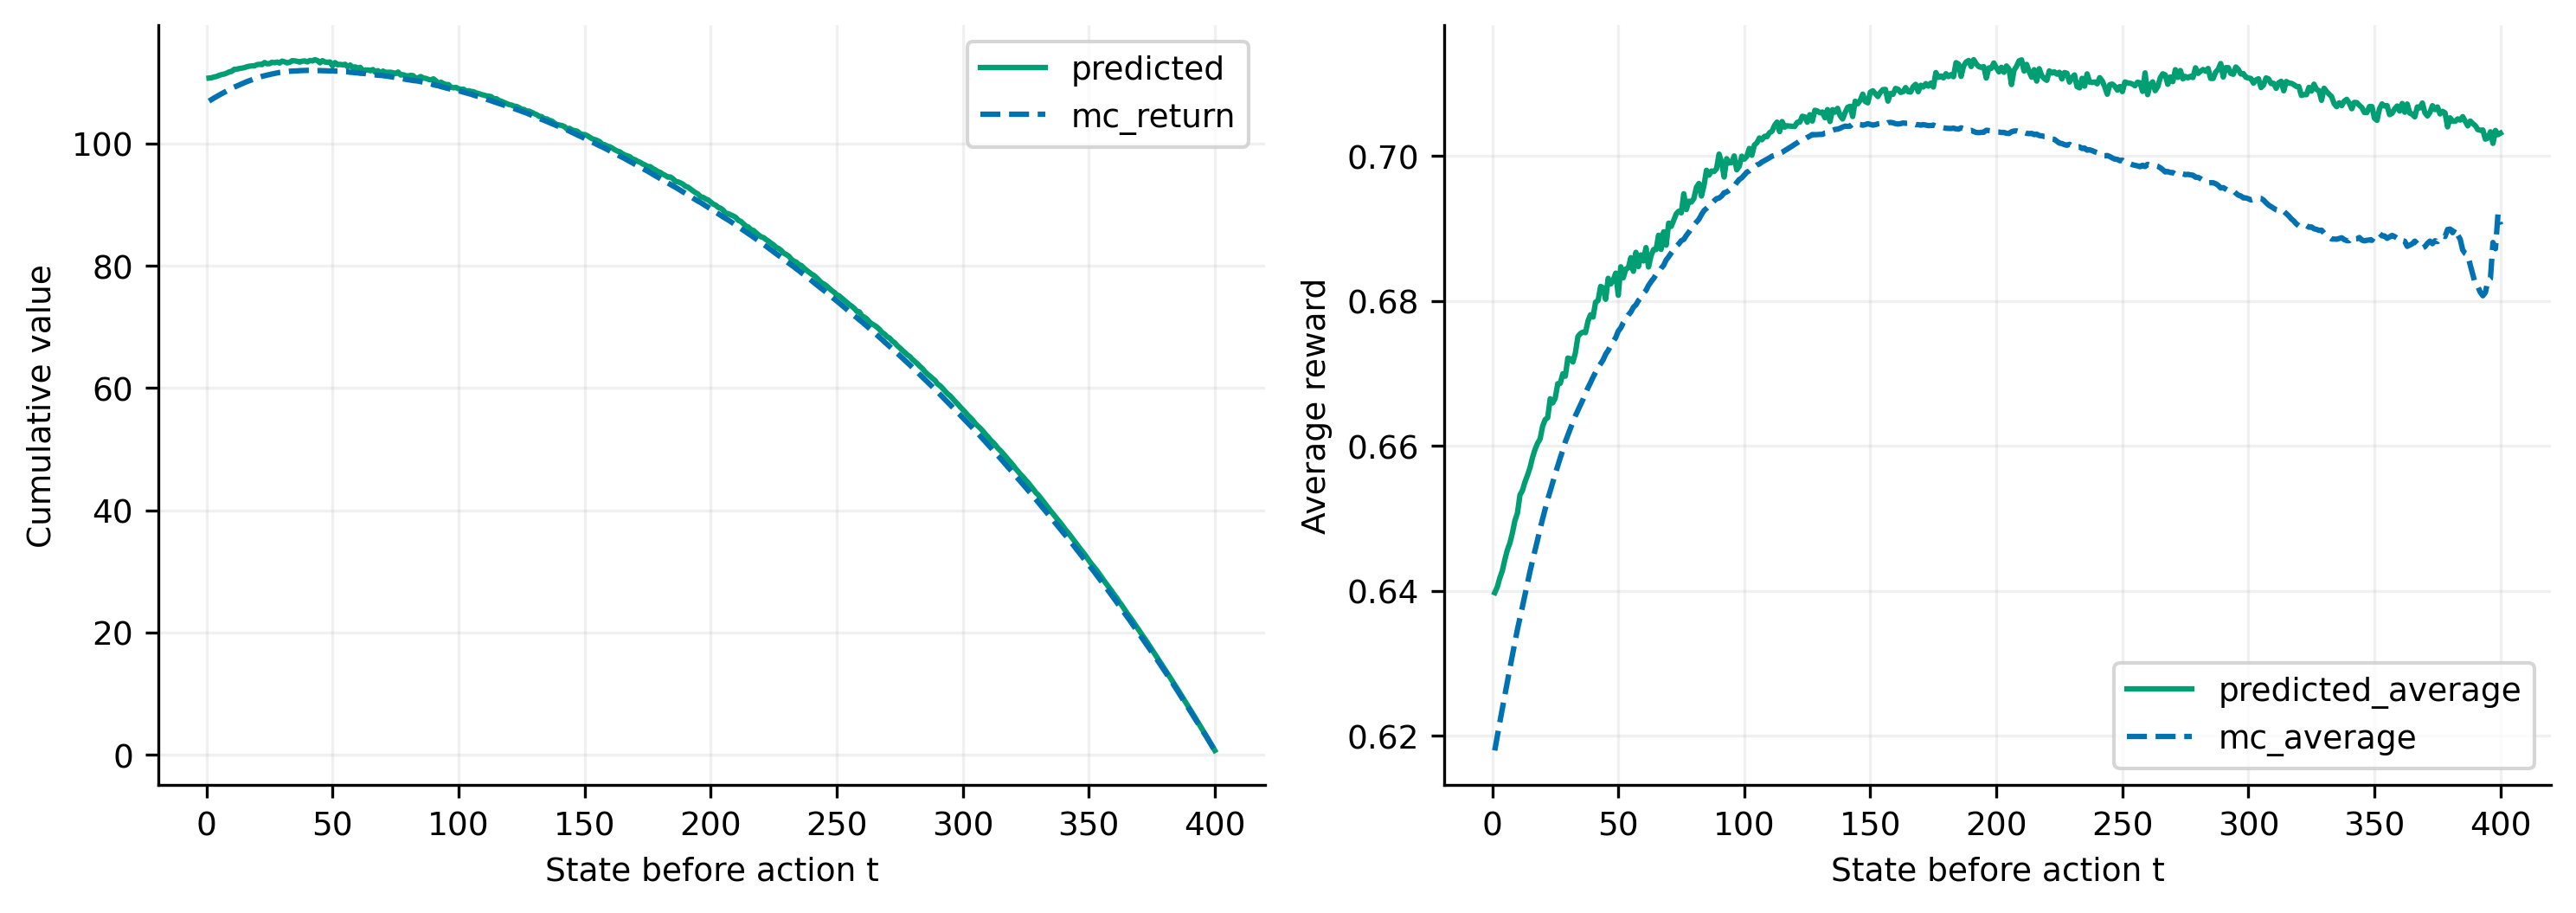 Cumulative value
100
80
60
40
20
0
0 50 100 150 200 250 300 350 400
State before action t
predicted
mc_return
Average reward
0.70
0.68
0.66
0.64
0.62
0 50 100 150 200 250 300 350 400
State before action t
predicted_average
mc_average